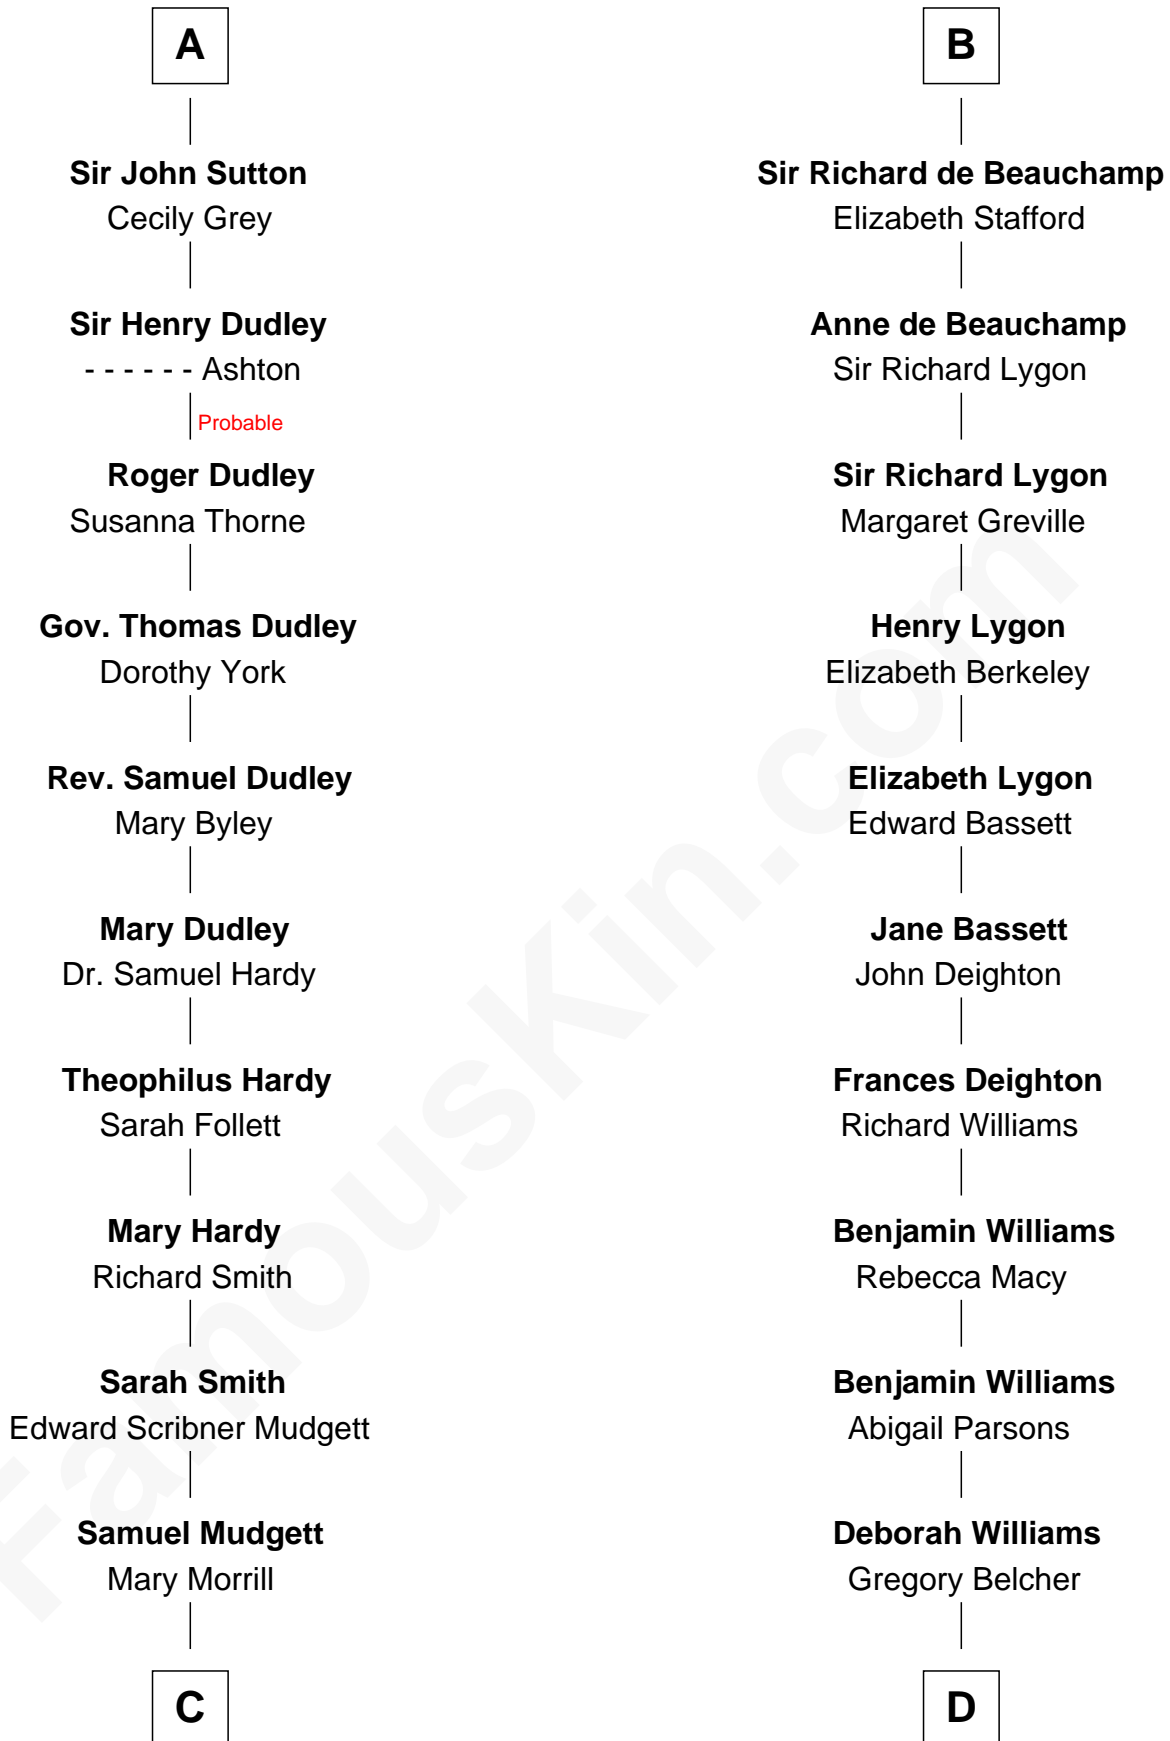 A
Sir John Sutton
Cecily Grey
Sir Henry Dudley
- - - - - - Ashton
Probable
Roger Dudley
Susanna Thorne
Gov. Thomas Dudley
Dorothy York
Rev. Samuel Dudley
Mary Byley
Mary Dudley
Dr. Samuel Hardy
Theophilus Hardy
Sarah Follett
Mary Hardy
Richard Smith
Sarah Smith
Edward Scribner Mudgett
Samuel Mudgett
Mary Morrill
C
B
Sir Richard de Beauchamp
Elizabeth Stafford
Anne de Beauchamp
Sir Richard Lygon
Sir Richard Lygon
Margaret Greville
Henry Lygon
Elizabeth Berkeley
Elizabeth Lygon
Edward Bassett
Jane Bassett
John Deighton
Frances Deighton
Richard Williams
Benjamin Williams
Rebecca Macy
Benjamin Williams
Abigail Parsons
Deborah Williams
Gregory Belcher
D
FamousKin.com